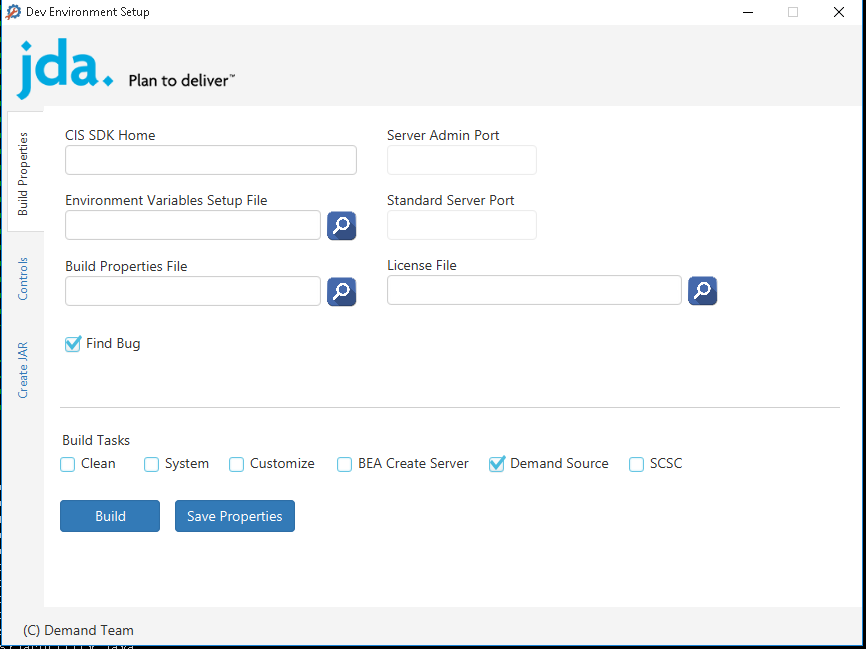 Dev Environment Setup
jda. Plan to deliver™
Build Properties
Controls
Create JAR
CIS SDK Home
Server Admin Port
Environment Variables Setup File
Standard Server Port
Build Properties File
License File
Find Bug
Build Tasks
Clean System Customize BEA Create Server Demand Source SCSC
Build Save Properties
(C) Demand Team